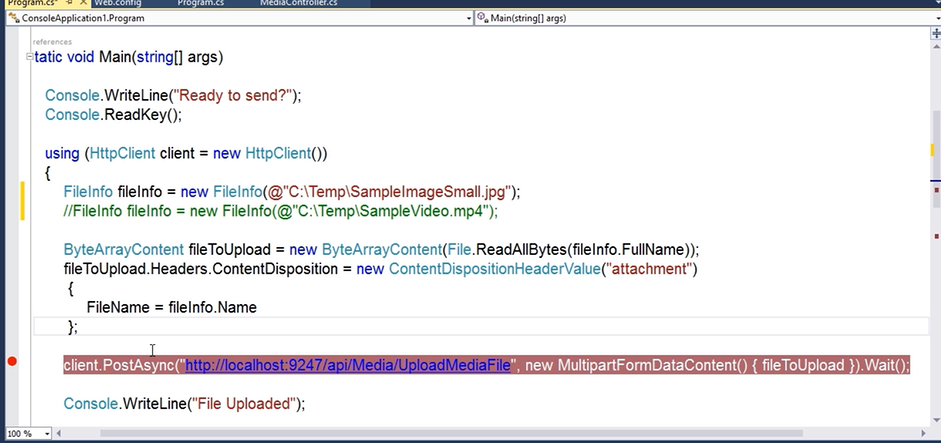 Program.cs* Web.config Program.cs MediaController.cs
ConsoleApplication1.Program Main(string[] args)
references
tatic void Main(string[] args)
Console.WriteLine("Ready to send?");
Console.ReadKey();
using (HttpClient client = new HttpClient())
{
FileInfo fileInfo = new FileInfo(@"C:\Temp\SampleImageSmall.jpg");
//FileInfo fileInfo = new FileInfo(@"C:\Temp\SampleVideo.mp4");
ByteArrayContent fileToUpload = new ByteArrayContent(File.ReadAllBytes(fileInfo.FullName));
fileToUpload.Headers.ContentDisposition = new ContentDispositionHeaderValue("attachment")
{
FileName = fileInfo.Name
};
client.PostAsync("http://localhost:9247/api/Media/UploadMediaFile", new MultipartFormDataContent() { fileToUpload }).Wait();
Console.WriteLine("File Uploaded");
100 %